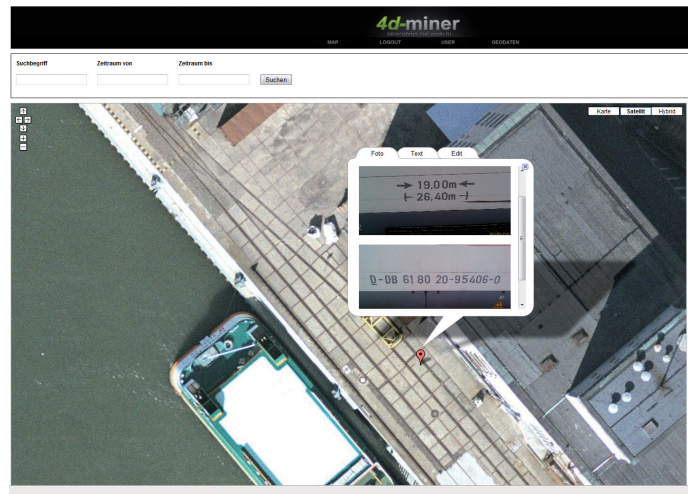 4d-miner
MAP LOGOUT USER GEODATEN
Suchbegriff Zeitraum von Zeitraum bis
Suchen
Karte Satellit Hybrid
Foto Text Edit
19,00m
26,40m
D-DB 61 80 20-95406-0